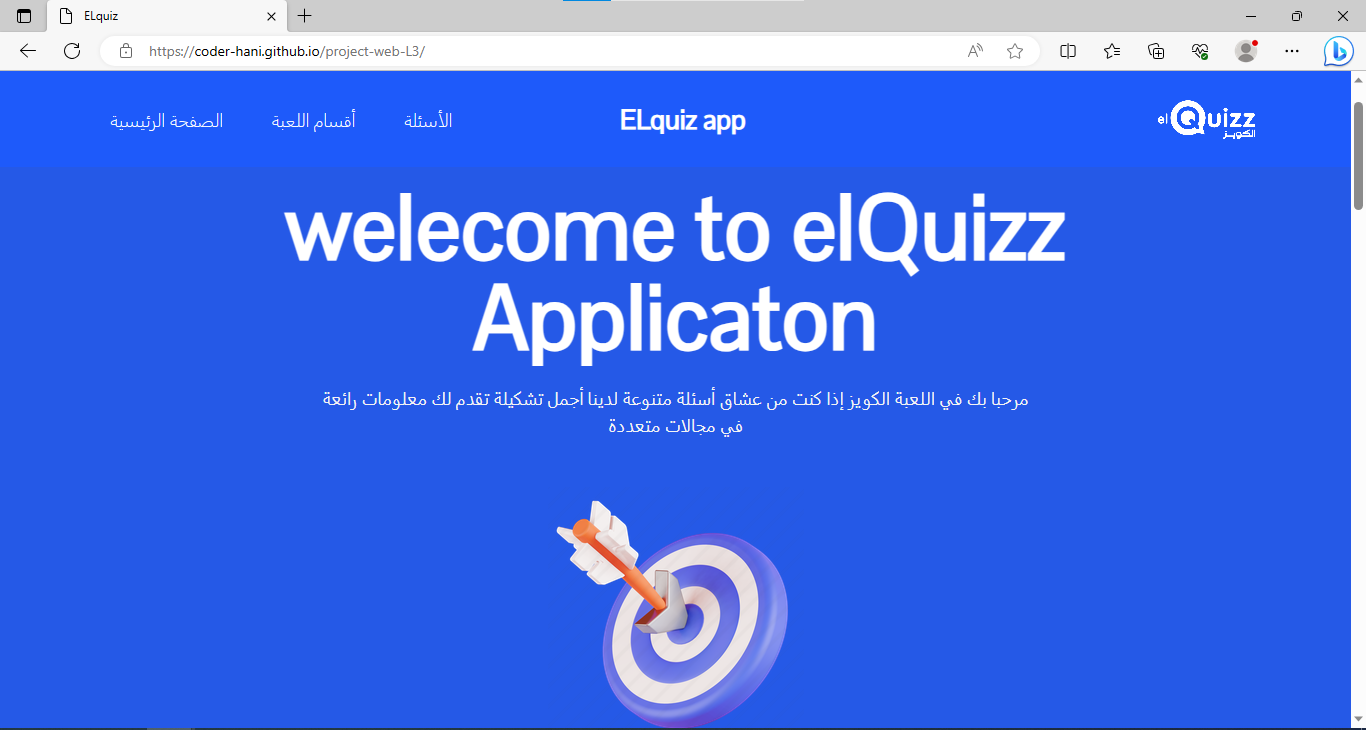 ELquiz
https://coder-hani.github.io/project-web-L3/
الصفحة الرئيسية
أقسام اللعبة
الأسئلة
ELquiz app
elQuizz
الكويز
welecome to elQuizz
Applicaton
مرحبا بك في اللعبة الكويز إذا كنت من عشاق أسئلة متنوعة لدينا أجمل تشكيلة تقدم لك معلومات رائعة
في مجالات متعددة